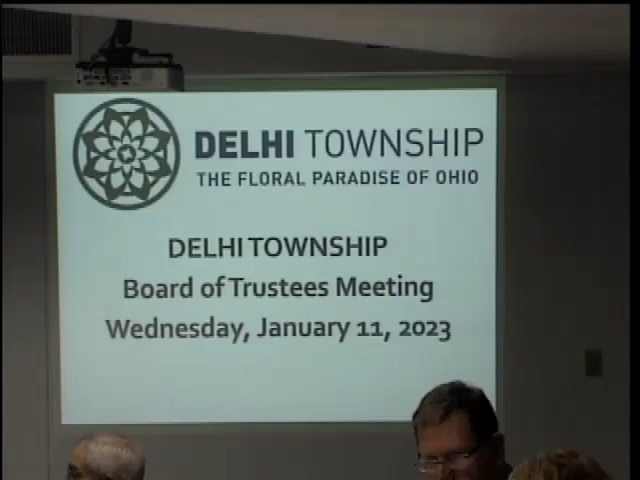 DELHI TOWNSHIP
THE FLORAL PARADISE OF OHIO
DELHI TOWNSHIP
Board of Trustees Meeting
Wednesday, January 11, 2023